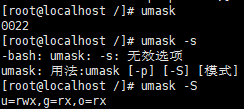 [root@localhost /]# umask
0022
[root@localhost /]# umask -s
-bash: umask: -s: 无效选项
umask: 用法:umask [-p] [-S] [模式]
[root@localhost /]# umask -S
u=rwx,g=rx,o=rx